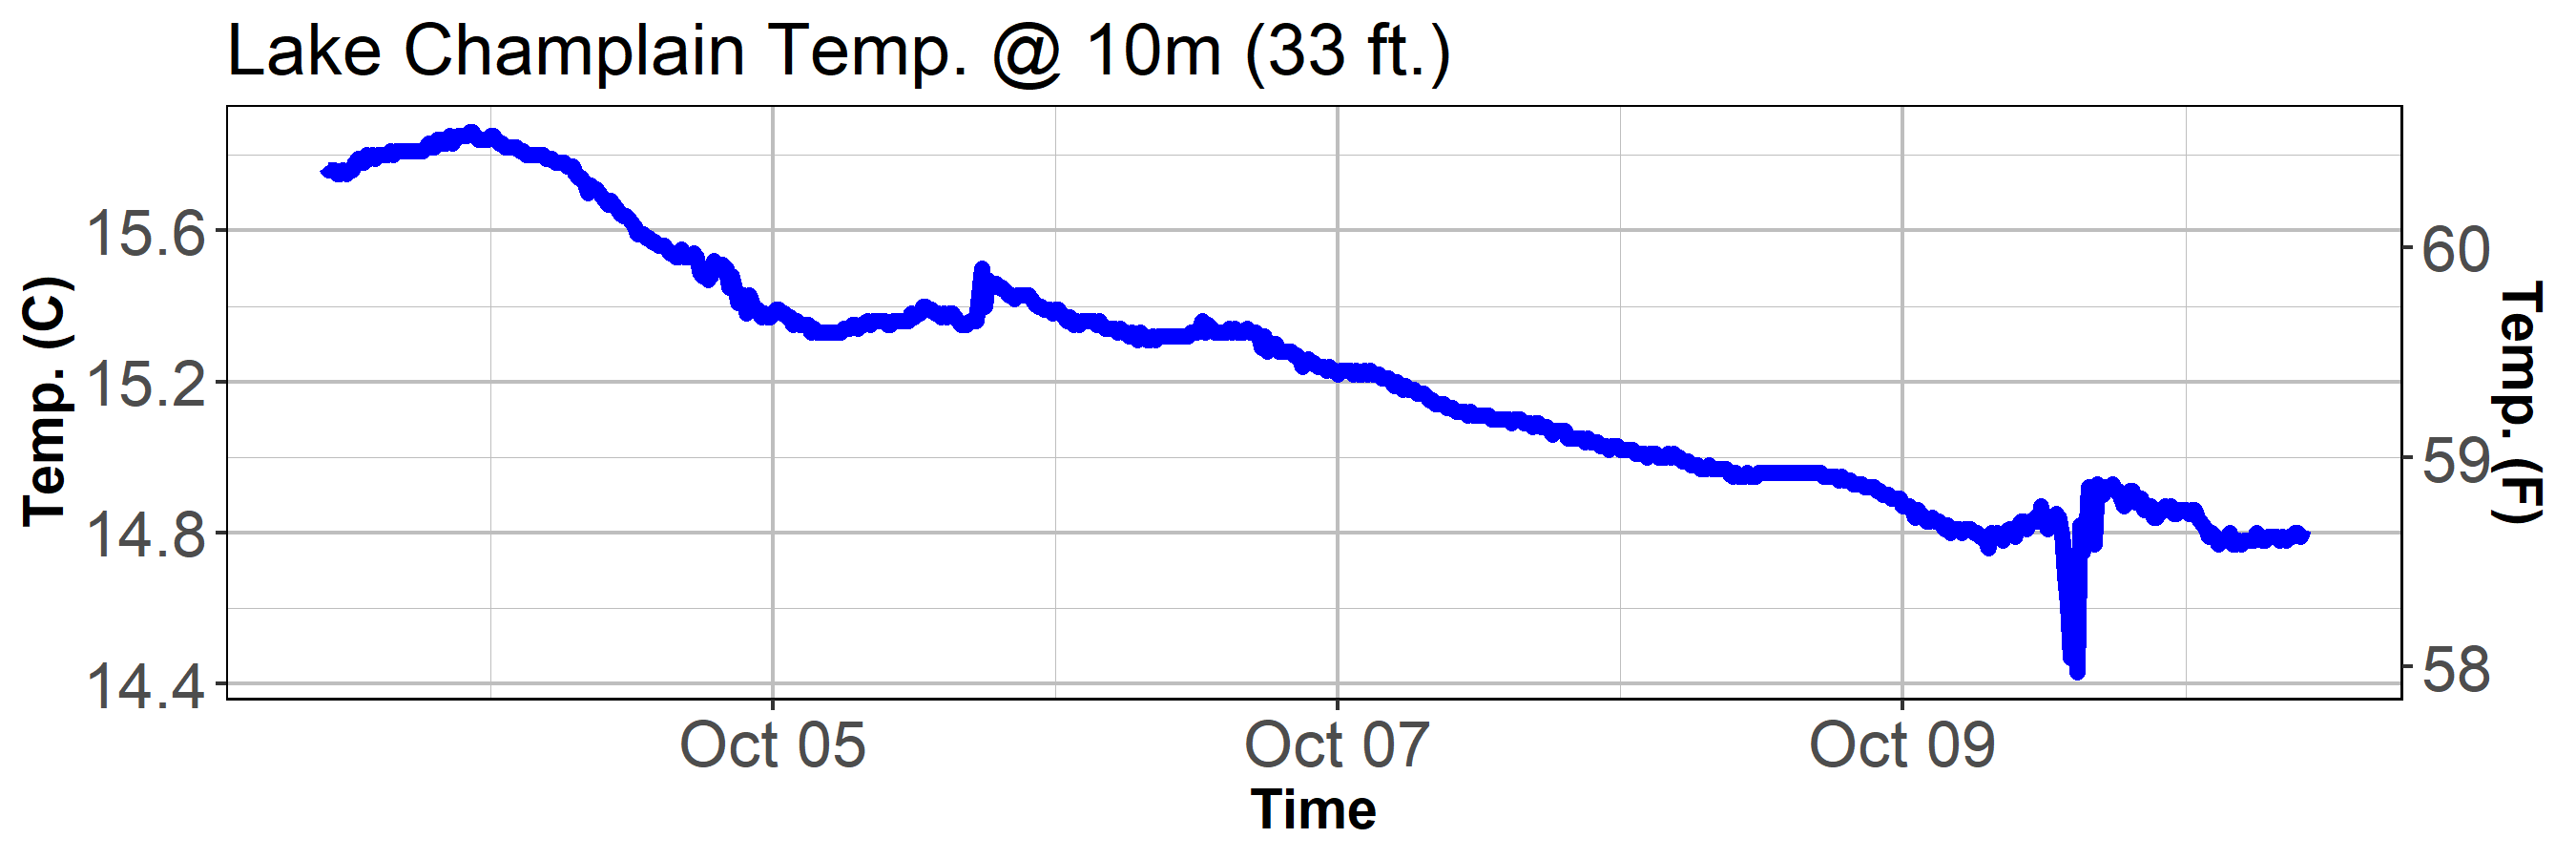 Lake Champlain Temp. @ 10m (33 ft.)
Temp. (C)
15.6
15.2
14.8
14.4
60
59
58
Temp. (F)
Oct 05
Oct 07
Oct 09
Time